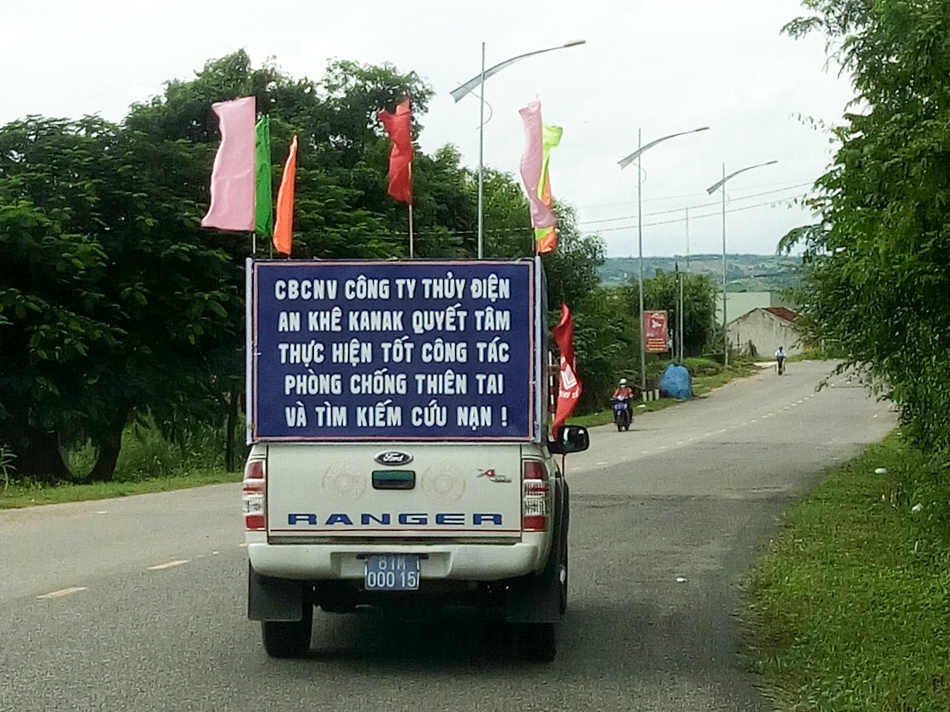 CBCNV CÔNG TY THỦY ĐIỆN
AN KHÊ KANAK QUYẾT TÂM
THỰC HIỆN TỐT CÔNG TÁC
PHÒNG CHỐNG THIÊN TAI
VÀ TÌM KIẾM CỨU NẠN !
Ford
RANGER
81M
000 15